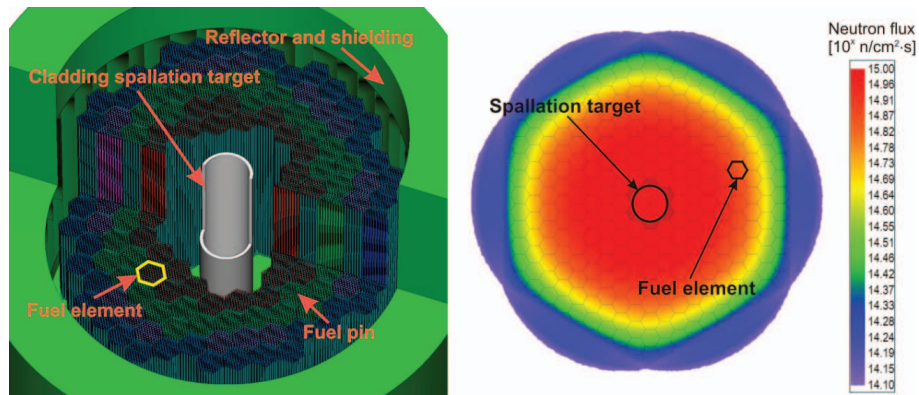 Reflector and shielding
Cladding spallation target
Fuel element
Fuel pin
Spallation target
Fuel element
Neutron flux
[10ˣ n/cm²·s]
15.00
14.96
14.91
14.87
14.82
14.77
14.73
14.68
14.64
14.60
14.55
14.51
14.46
14.42
14.37
14.33
14.28
14.24
14.19
14.15
14.10